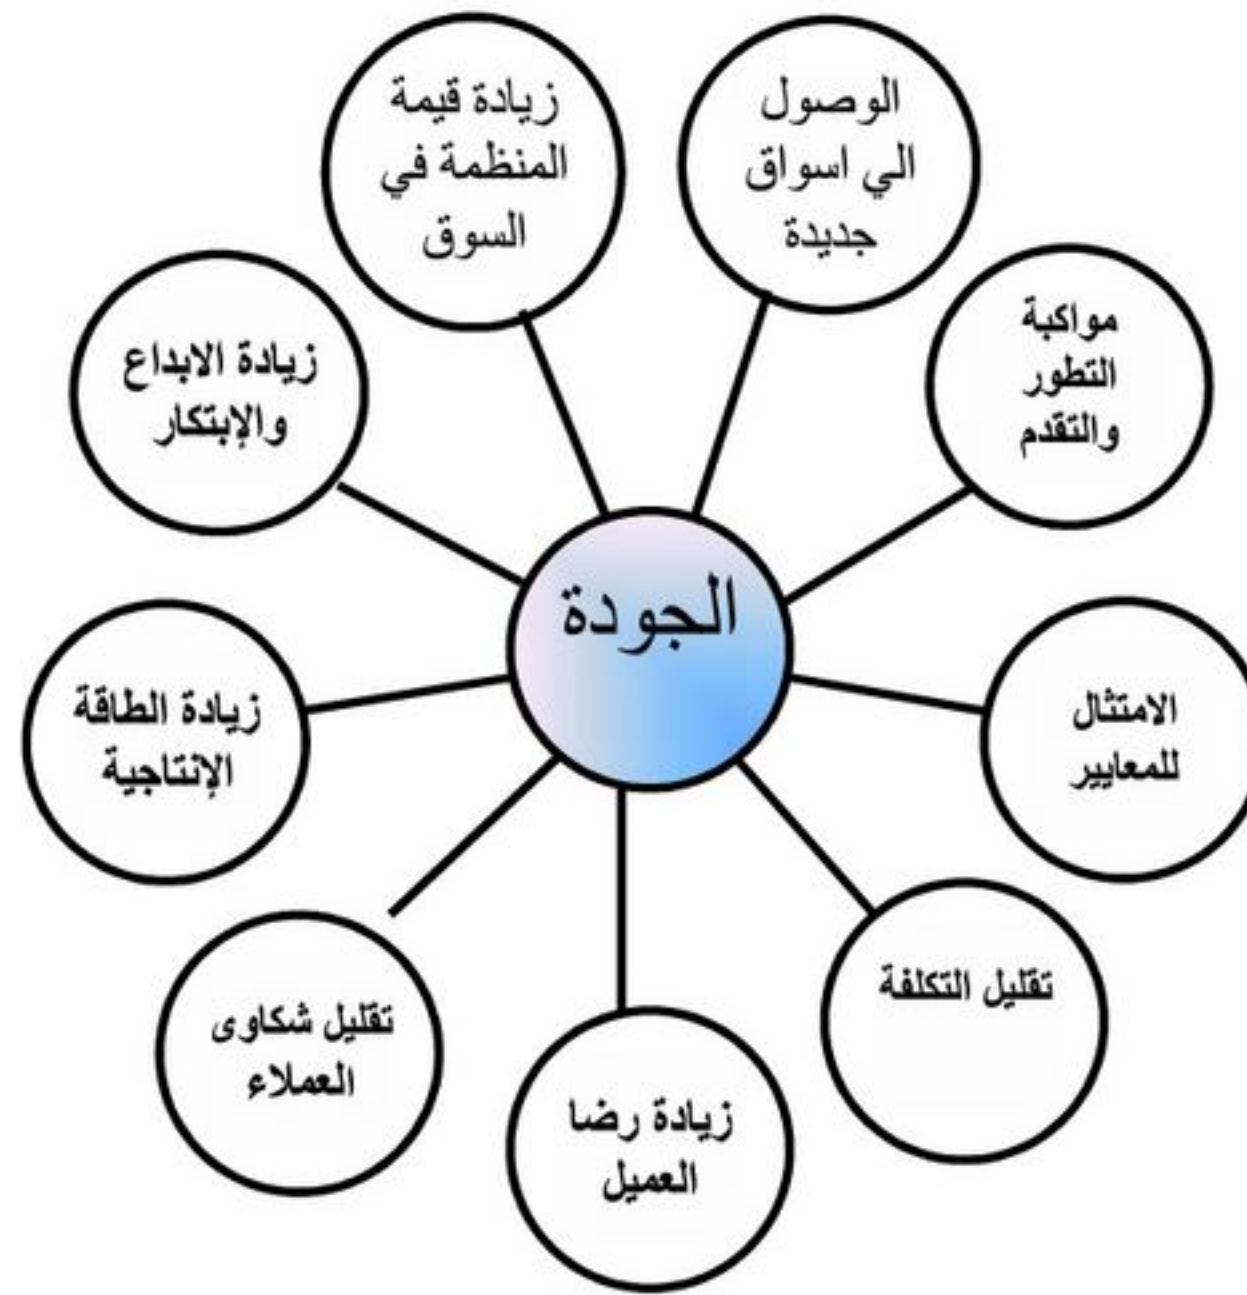 الوصول
الي اسواق
جديدة
زيادة قيمة
المنظمة في
السوق
مواكبة
التطور
والتقدم
زيادة الابداع
والإبتكار
الجودة
الامتثال
للمعايير
زيادة الطاقة
الإنتاجية
تقليل التكلفة
تقليل شكاوى
العملاء
زيادة رضا
العميل